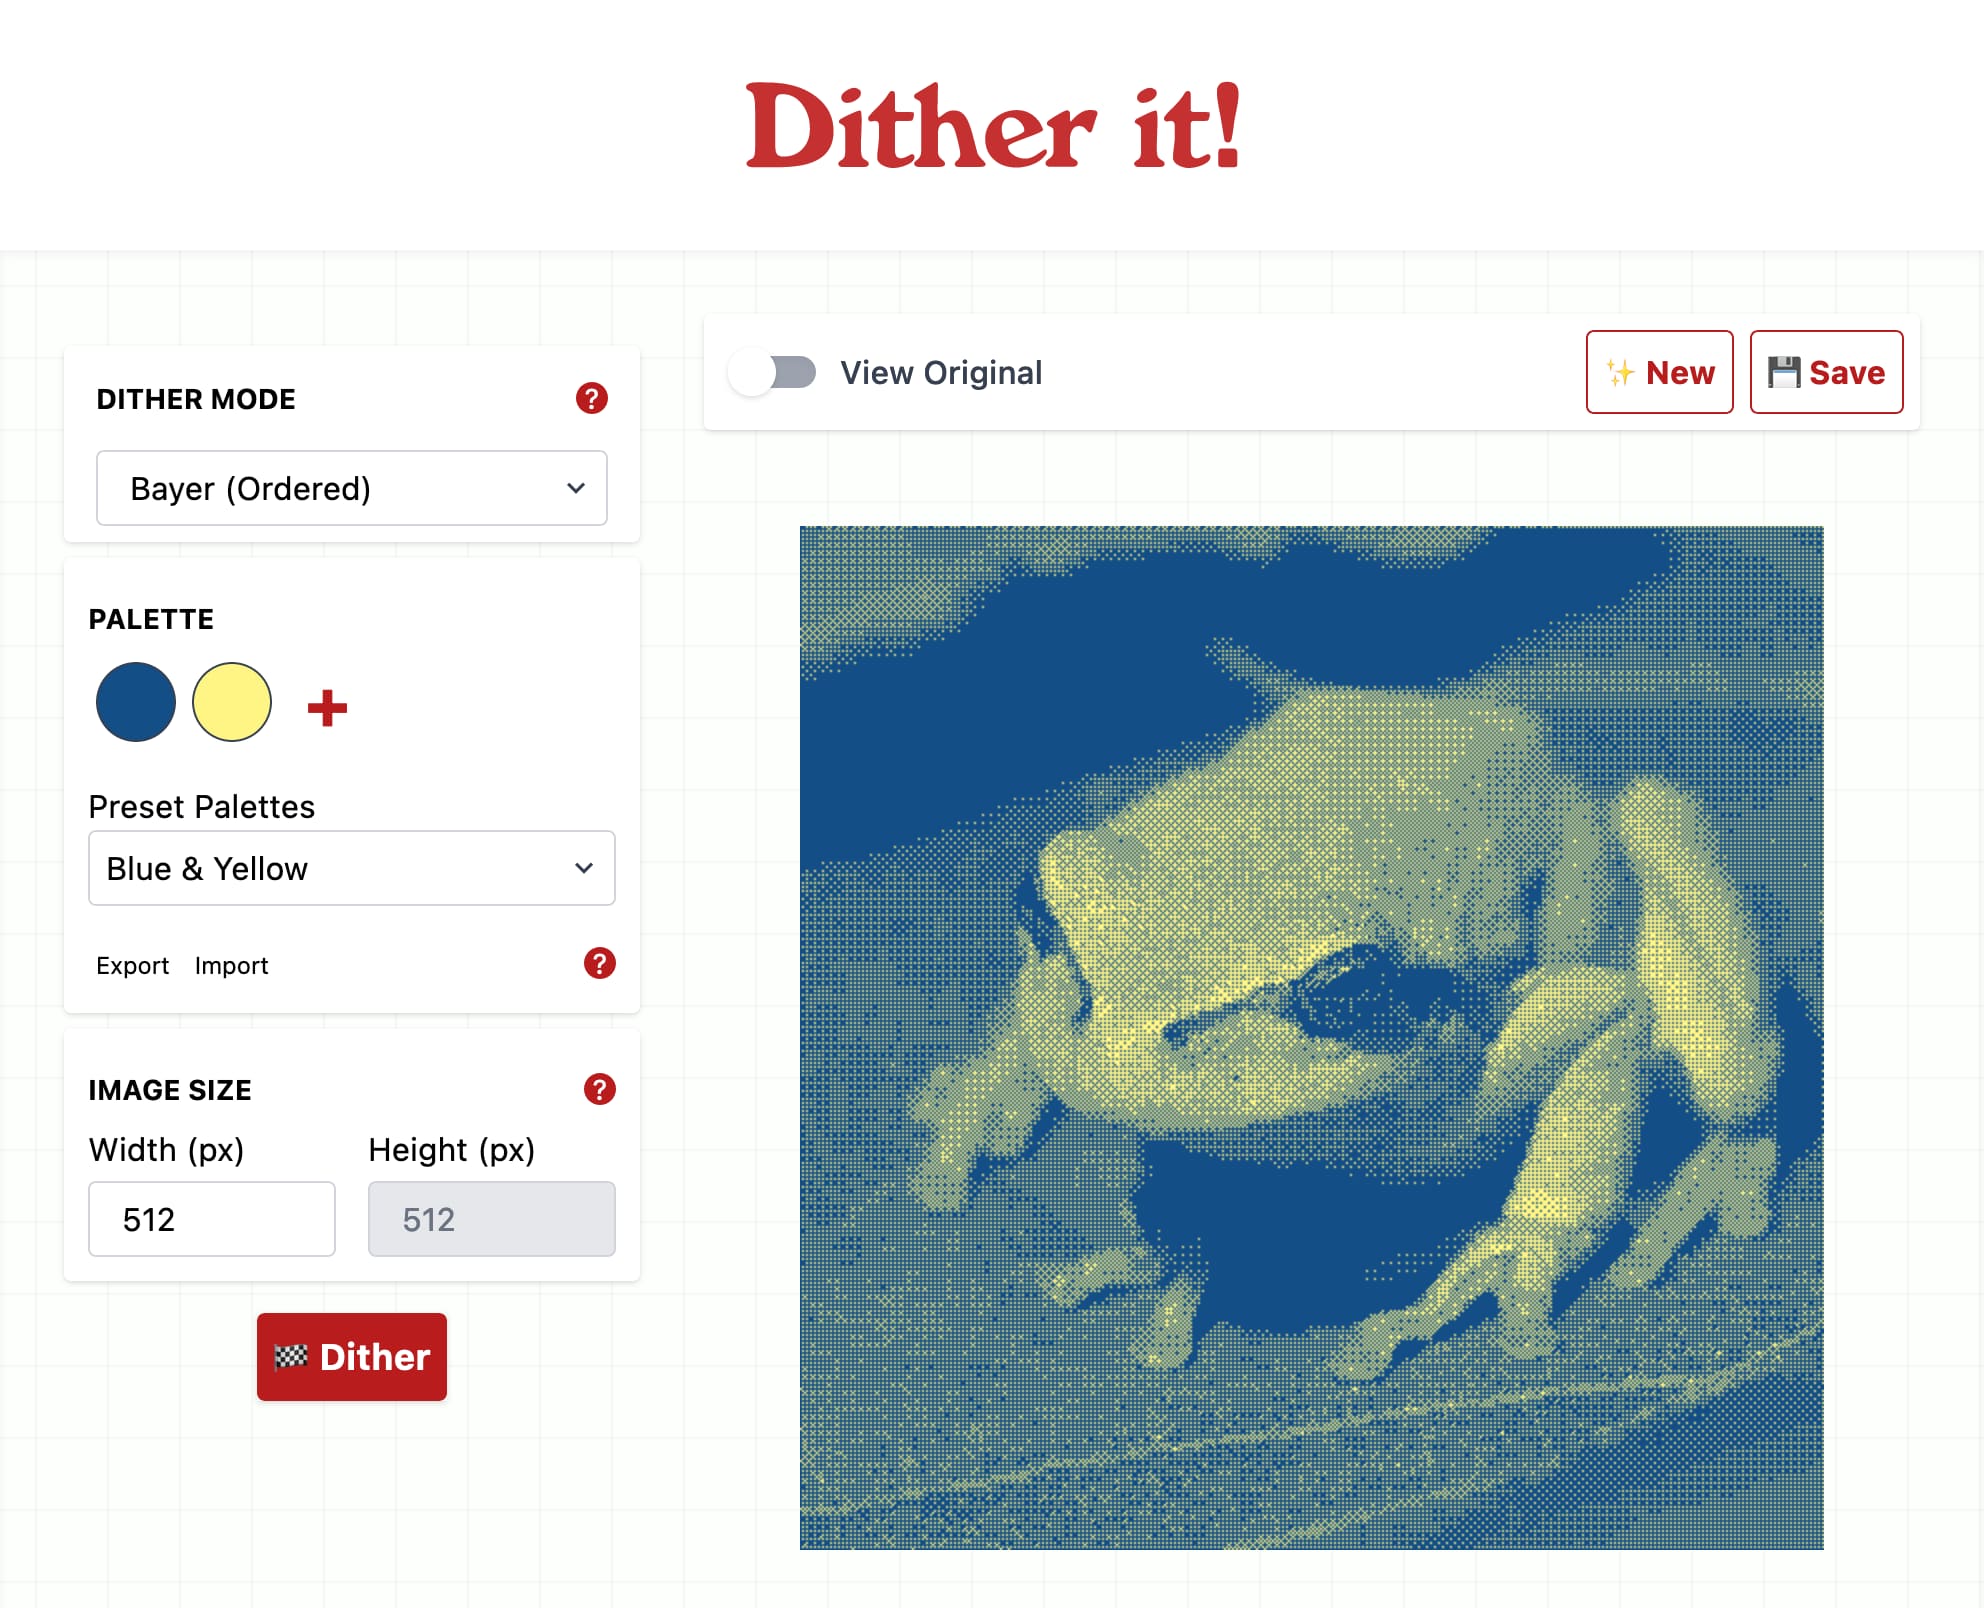 Dither it!
DITHER MODE
?
Bayer (Ordered)
PALETTE
Preset Palettes
Blue & Yellow
Export Import
?
IMAGE SIZE
?
Width (px) Height (px)
512 512
Dither
View Original
New
Save